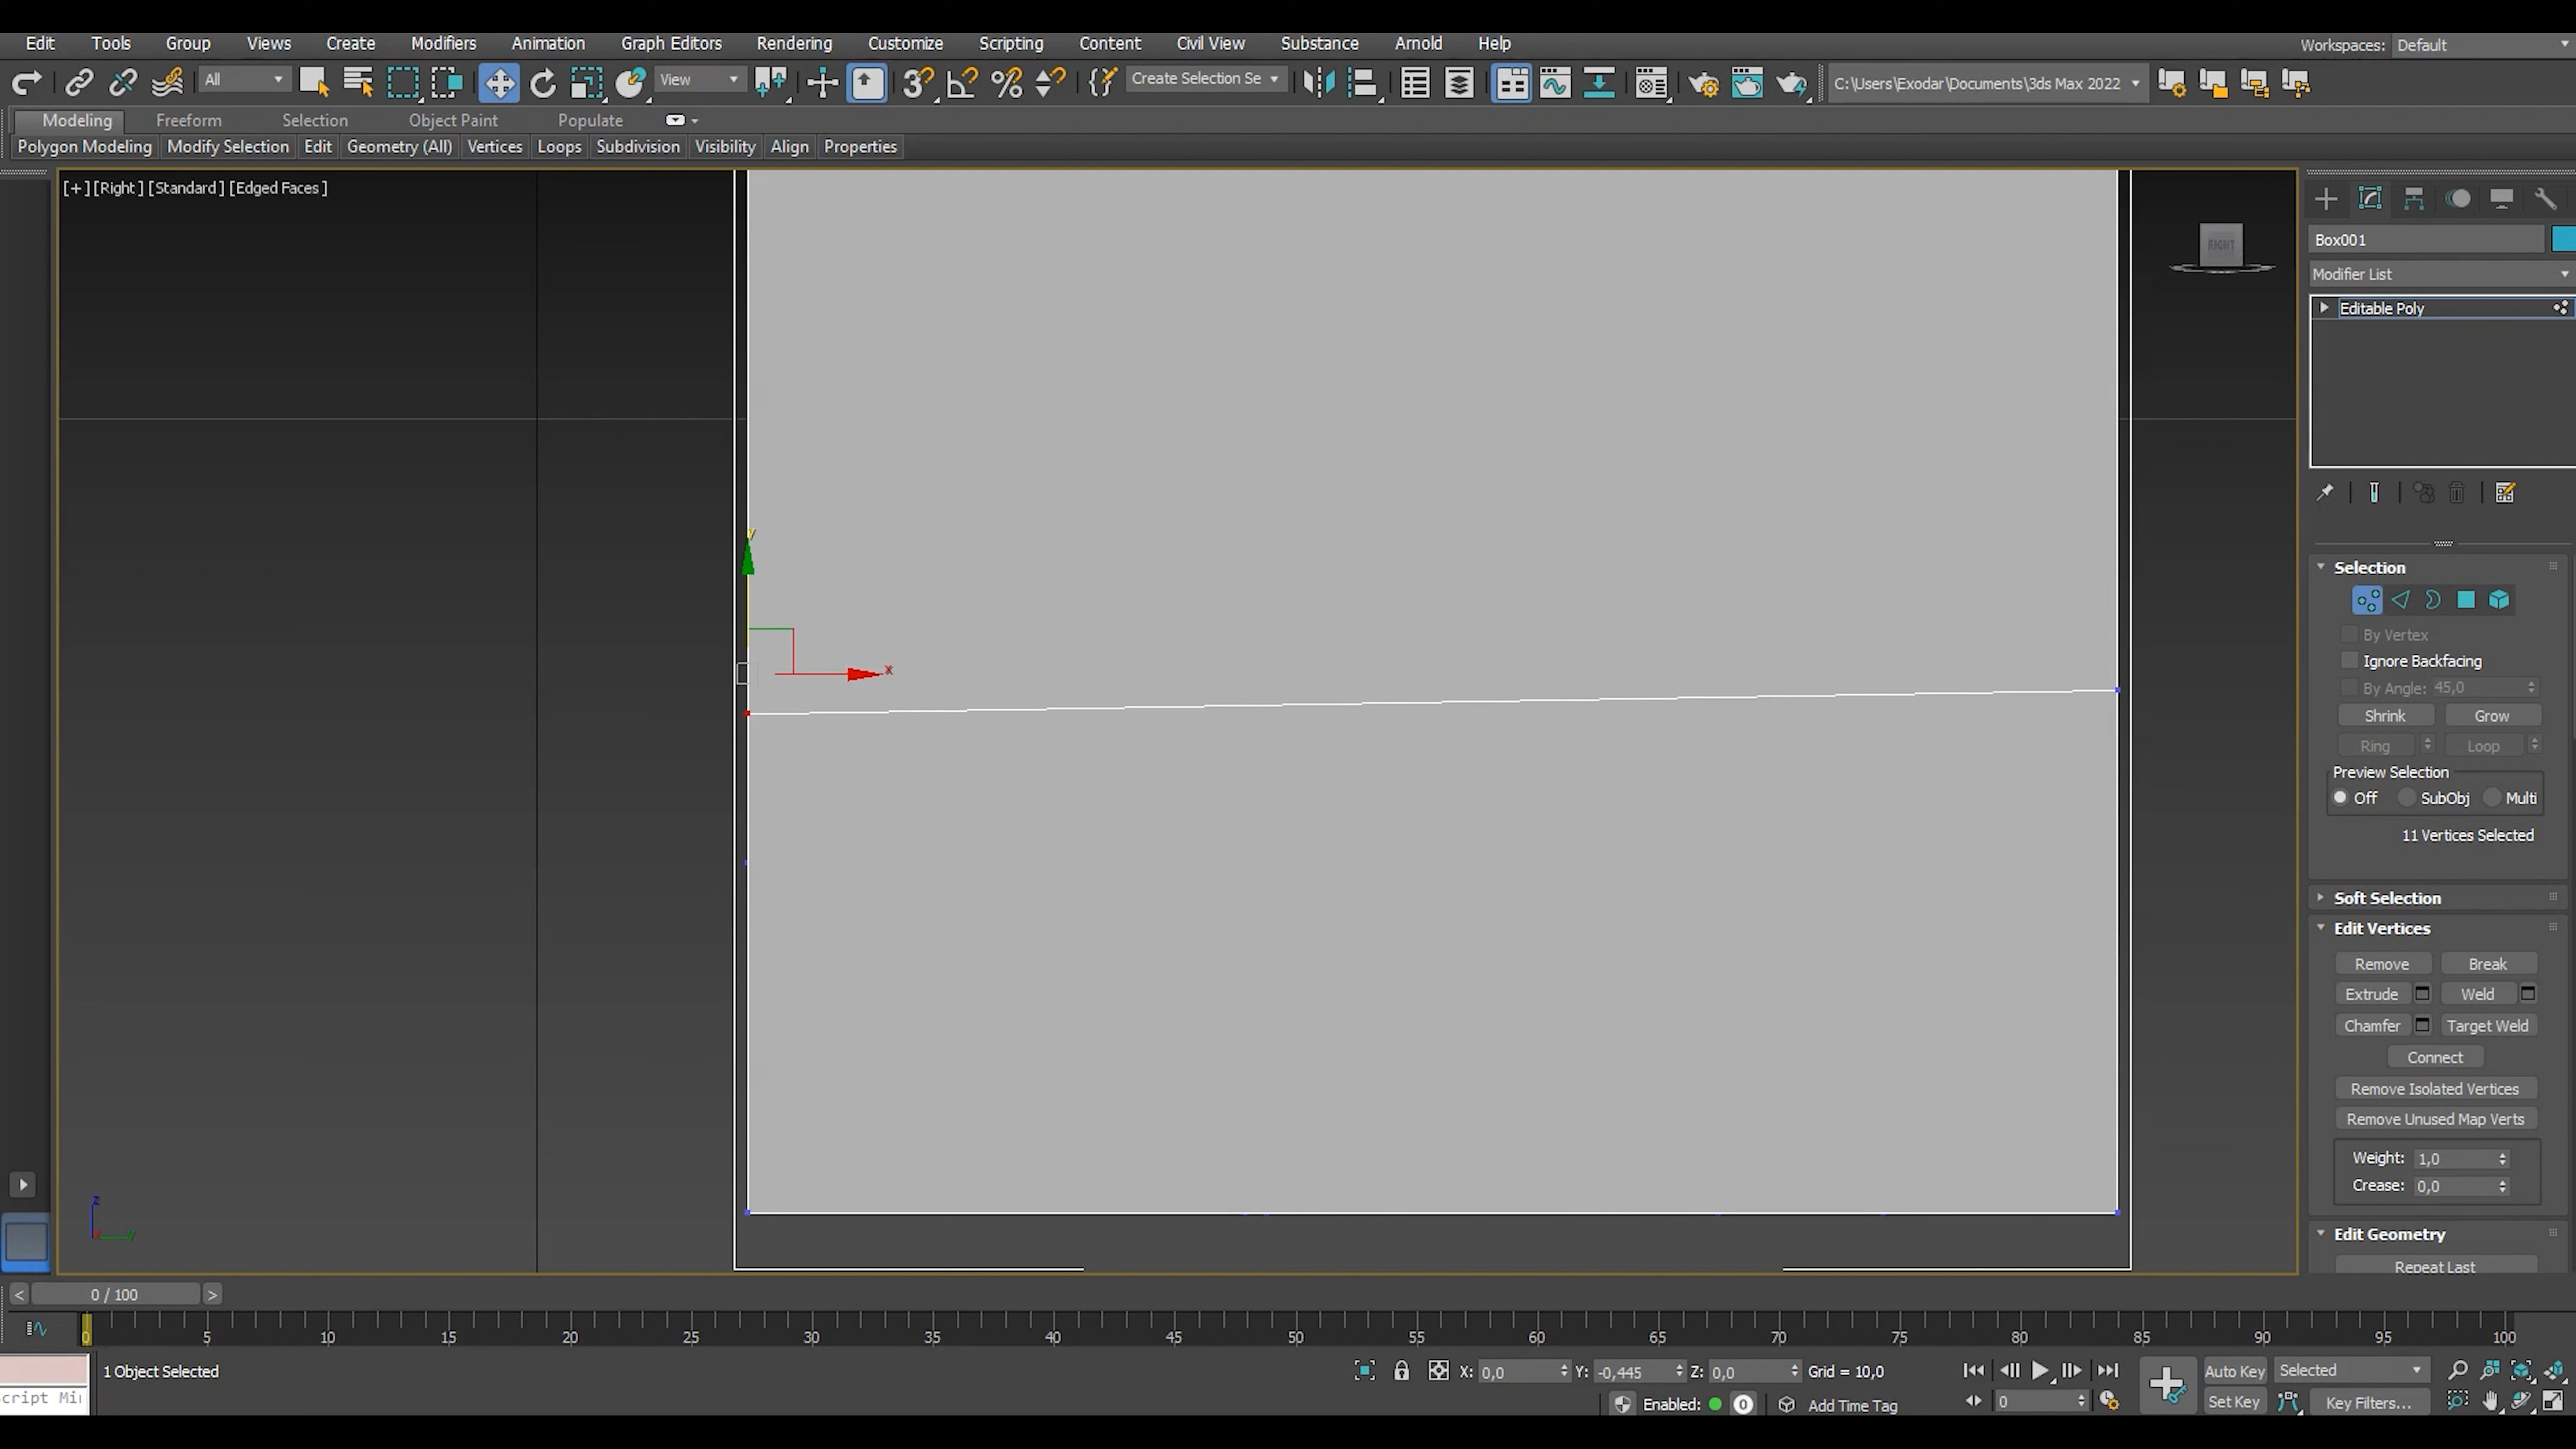 Edit Tools Group Views Create Modifiers Animation Graph Editors Rendering Customize Scripting Content Civil View Substance Arnold Help Workspaces: Default
All View 3 Create Selection Se C:\Users\Exodar\Documents\3ds Max 2022
Modeling Freeform Selection Object Paint Populate
Polygon Modeling Modify Selection Edit Geometry (All) Vertices Loops Subdivision Visibility Align Properties
[+] [Right] [Standard] [Edged Faces]
RIGHT
Box001
Modifier List
Editable Poly
y
x
Selection
By Vertex
Ignore Backfacing
By Angle: 45,0
Shrink Grow
Ring Loop
Preview Selection
Off SubObj Multi
11 Vertices Selected
Soft Selection
Edit Vertices
Remove Break
Extrude Weld
Chamfer Target Weld
Connect
Remove Isolated Vertices
Remove Unused Map Verts
Weight: 1,0
Crease: 0,0
Edit Geometry
Repeat Last
z
y
< 0 / 100 >
0 5 10 15 20 25 30 35 40 45 50 55 60 65 70 75 80 85 90 95 100
1 Object Selected X: 0,0 Y: -0,445 Z: 0,0 Grid = 10,0 Auto Key Selected
cript Mi Enabled: 0 Add Time Tag 0 Set Key Key Filters...